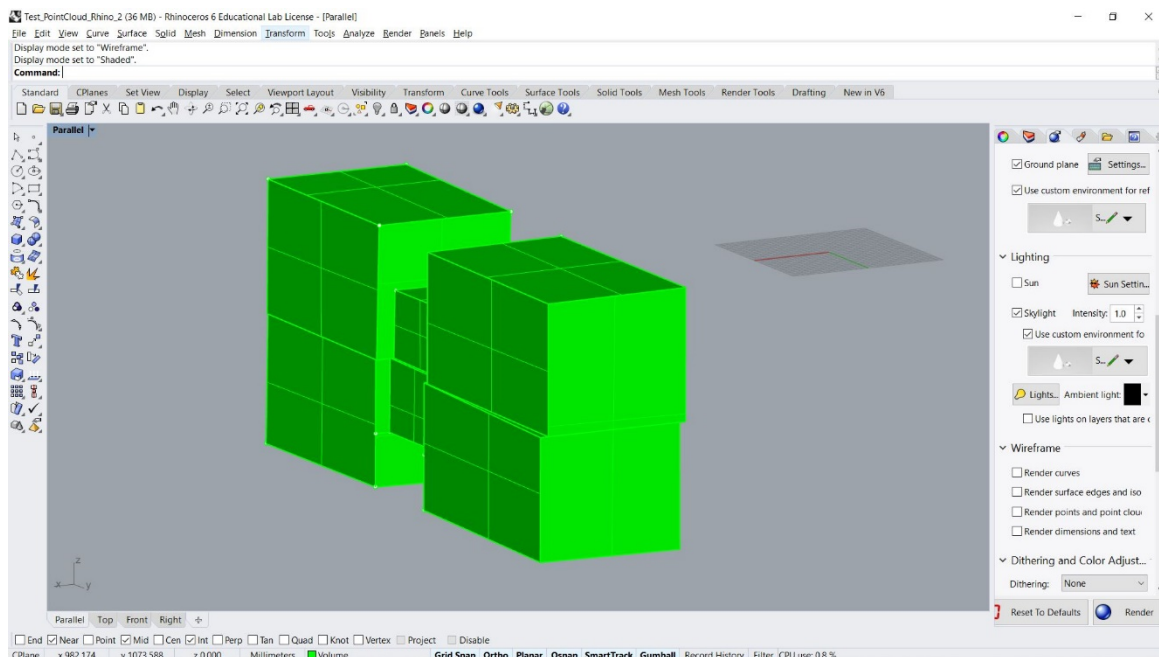 Test_PointCloud_Rhino_2 (36 MB) - Rhinoceros 6 Educational Lab License - [Parallel]
File Edit View Curve Surface Solid Mesh Dimension Transform Tools Analyze Render Panels Help
Display mode set to "Wireframe".
Display mode set to "Shaded".
Command:
Standard CPlanes Set View Display Select Viewport Layout Visibility Transform Curve Tools Surface Tools Solid Tools Mesh Tools Render Tools Drafting New in V6
Parallel
Ground plane Settings...
Use custom environment for ref
S...
Lighting
Sun Sun Settin...
Skylight Intensity: 1.0
Use custom environment fo
S...
Lights... Ambient light:
Use lights on layers that are
Wireframe
Render curves
Render surface edges and iso
Render points and point clou
Render dimensions and text
Dithering and Color Adjust...
Dithering: None
Reset To Defaults Render
z
x y
Parallel Top Front Right
End Near Point Mid Cen Int Perp Tan Quad Knot Vertex Project Disable
CPlane x 982.174 y 1073.588 z 0.000 Millimeters Volume Grid Snap Ortho Planar Osnap SmartTrack Gumball Record History Filter CPU use: 0.8 %